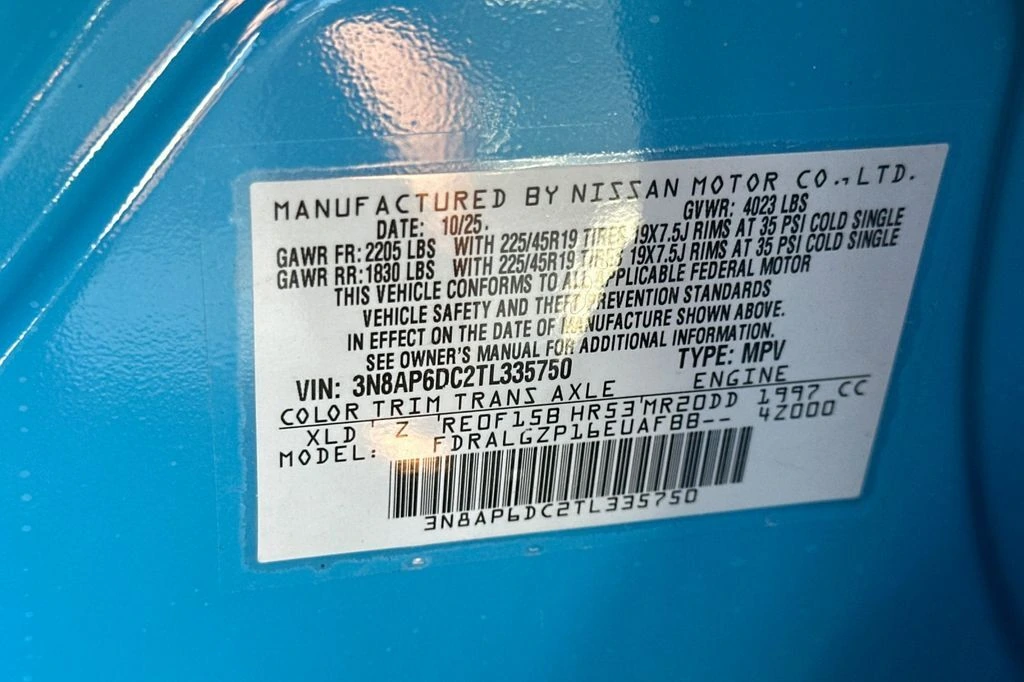 MANUFACTURED BY NISSAN MOTOR CO., LTD.
DATE: 10/25. GVWR: 4023 LBS
GAWR FR: 2205 LBS WITH 225/45R19 TIRES 19X7.5J RIMS AT 35 PSI COLD SINGLE
GAWR RR: 1830 LBS WITH 225/45R19 TIRES 19X7.5J RIMS AT 35 PSI COLD SINGLE
THIS VEHICLE CONFORMS TO ALL APPLICABLE FEDERAL MOTOR
VEHICLE SAFETY AND THEFT PREVENTION STANDARDS
IN EFFECT ON THE DATE OF MANUFACTURE SHOWN ABOVE.
SEE OWNER'S MANUAL FOR ADDITIONAL INFORMATION.
VIN: 3N8AP6DC2TL335750 TYPE: MPV
COLOR TRIM TRANS AXLE ENGINE
XLD Z RE0F15B HR53 MR20DD 1997 CC
MODEL: FDRALGZP16EUAFBB-- 4Z000
3N8AP6DC2TL335750